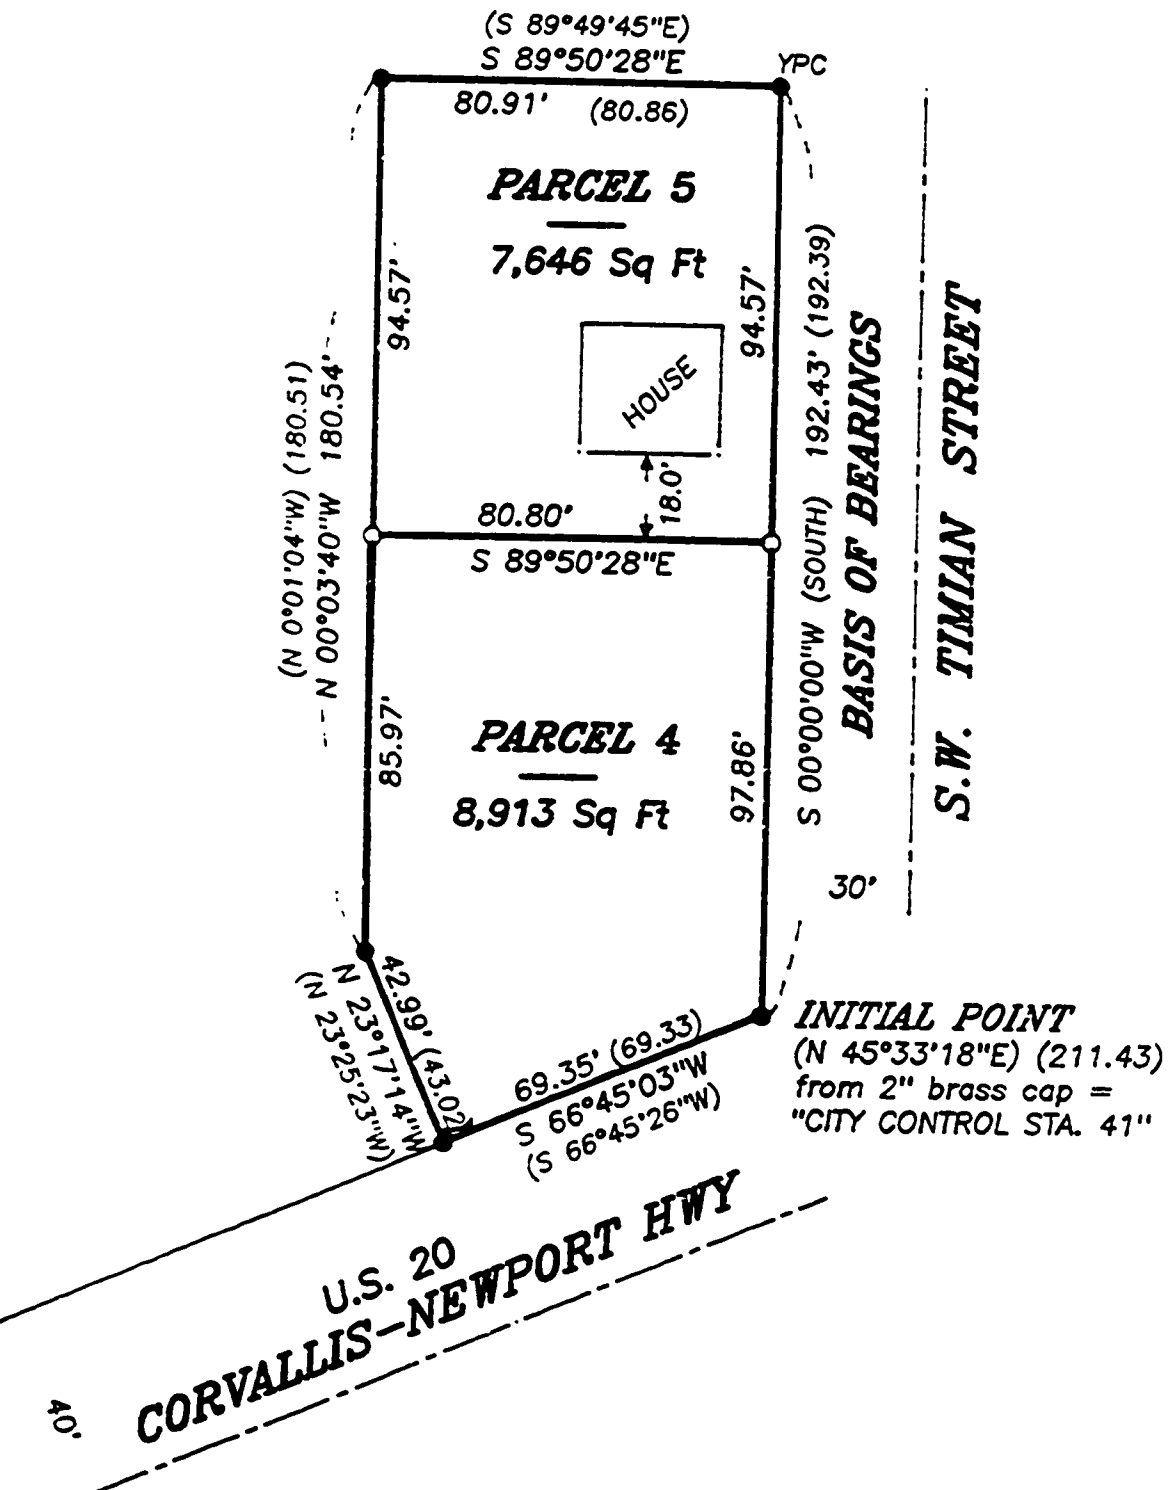 (S 89°49'45"E)
S 89°50'28"E
YPC
80.91' (80.86)
PARCEL 5
7,646 Sq Ft
94.57'
94.57'
HOUSE
18.0'
(N 0°01'04"W) (180.51)
N 00°03'40"W 180.54'
S 00°00'00"W (SOUTH) 192.43' (192.39)
BASIS OF BEARINGS
S.W. TIMIAN STREET
80.80'
S 89°50'28"E
85.97'
PARCEL 4
8,913 Sq Ft
97.86'
30'
42.99' (43.02)
N 23°17'14"W
(N 23°25'23"W)
69.35' (69.33)
S 66°45'03"W
(S 66°45'26"W)
INITIAL POINT
(N 45°33'18"E) (211.43)
from 2" brass cap =
"CITY CONTROL STA. 41"
U.S. 20
CORVALLIS-NEWPORT HWY
40'